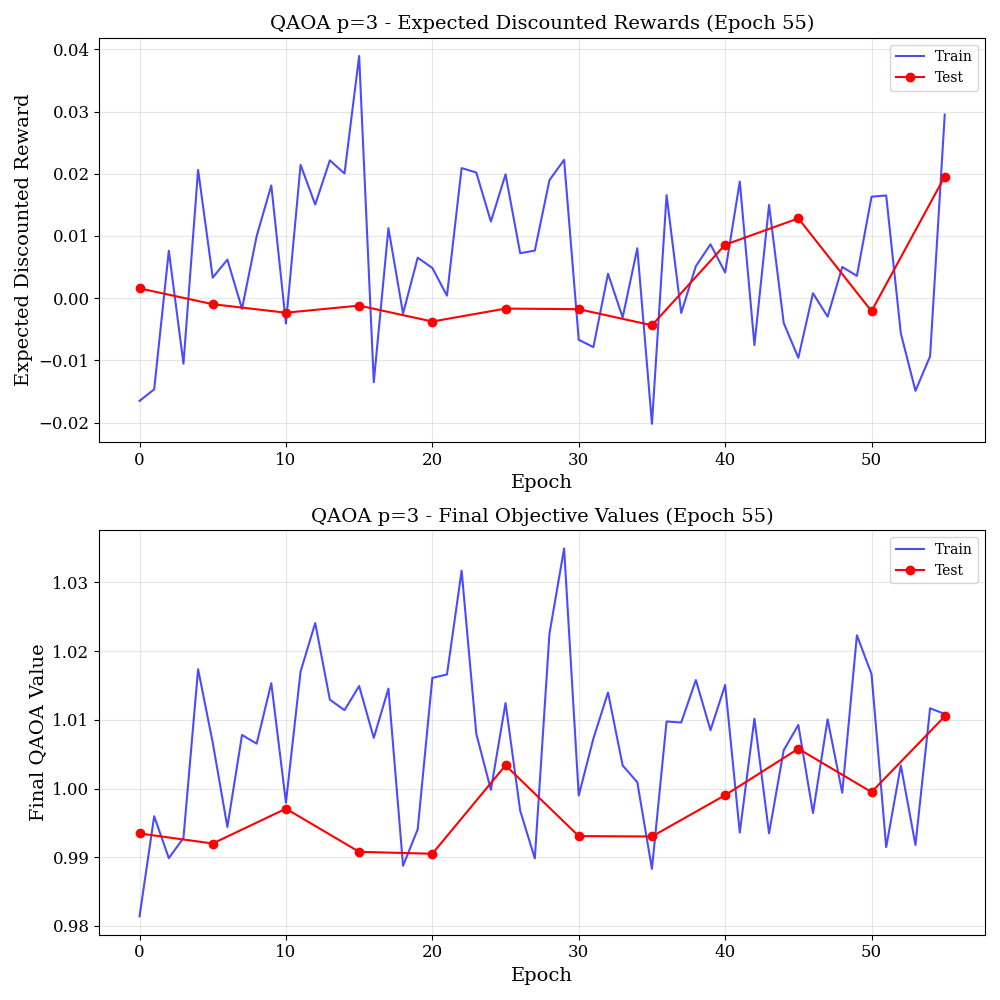 QAOA p=3 - Expected Discounted Rewards (Epoch 55)
Expected Discounted Reward
0.04
0.03
0.02
0.01
0.00
−0.01
−0.02
Train
Test
0 10 20 30 40 50
Epoch
QAOA p=3 - Final Objective Values (Epoch 55)
Final QAOA Value
1.03
1.02
1.01
1.00
0.99
0.98
Train
Test
0 10 20 30 40 50
Epoch